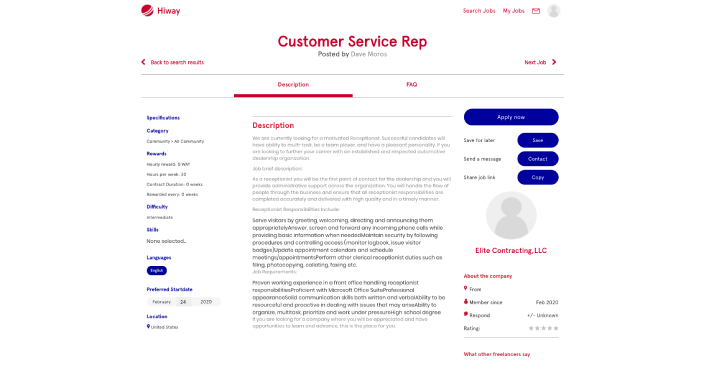 Hiway
Search Jobs My Jobs
Customer Service Rep
Posted by Dave Moros
Back to search results
Next Job
Description
FAQ
Specifications
Category
Community > All Community
Rewards
Hourly reward: 0 WAY
Hours per week: 30
Contract Duration: 0 weeks
Rewarded every: 0 weeks
Difficulty
Intermediate
Skills
None selected...
Languages
English
Preferred Startdate
February 24 2020
Location
United States
Description
We are currently looking for a motivated Receptionist. Successful candidates will
have ability to multi-task, be a team player, and have a pleasant personality. If you
are looking to further your career with an established and respected automotive
dealership organization.
Job brief description:
As a receptionist you will be the first point of contact for the dealership and you will
provide administrative support across the organization. You will handle the flow of
people through the business and ensure that all receptionist responsibilities are
completed accurately and delivered with high quality and in a timely manner.
Receptionist Responsibilities Include:
Serve visitors by greeting, welcoming, directing and announcing them
appropriatelyAnswer, screen and forward any incoming phone calls while
providing basic information when neededMaintain security by following
procedures and controlling access (monitor logbook, issue visitor
badges)Update appointment calendars and schedule
meetings/appointmentsPerform other clerical receptionist duties such as
filing, photocopying, collating, faxing etc.
Job Requirements:
Proven working experience in a front office handling receptionist
responsibilitiesProficient with Microsoft Office SuiteProfessional
appearanceSolid communication skills both written and verbalAbility to be
resourceful and proactive in dealing with issues that may ariseAbility to
organize, multitask, prioritize and work under pressureHigh school degree
If you are looking for a company where you will be appreciated and have
opportunities to learn and advance, this is the place for you.
Apply now
Save for later Save
Send a message Contact
Share job link Copy
Elite Contracting, LLC
About the company
From
Member since Feb 2020
Respond +/- Unknown
Rating:
What other freelancers say